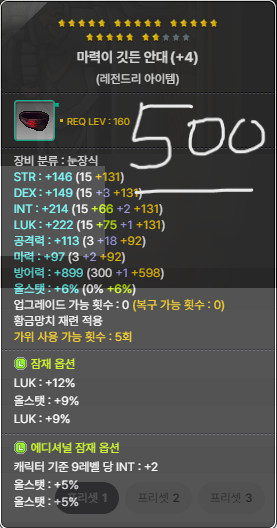 마력이 깃든 안대 (+4)
(레전드리 아이템)
REQ LEV : 160
500
장비 분류 : 눈장식
STR : +146 (15 +131)
DEX : +149 (15 +3 +131)
INT : +214 (15 +66 +2 +131)
LUK : +222 (15 +75 +1 +131)
공격력 : +113 (3 +18 +92)
마력 : +97 (3 +2 +92)
방어력 : +899 (300 +1 +598)
올스탯 : +6% (0% +6%)
업그레이드 가능 횟수 : 0 (복구 가능 횟수 : 0)
황금망치 재련 적용
가위 사용 가능 횟수 : 5회
L 잠재 옵션
LUK : +12%
올스탯 : +9%
LUK : +9%
L 에디셔널 잠재 옵션
캐릭터 기준 9레벨 당 INT : +2
올스탯 : +5%
올스탯 : +5%
프리셋 1 프리셋 2 프리셋 3